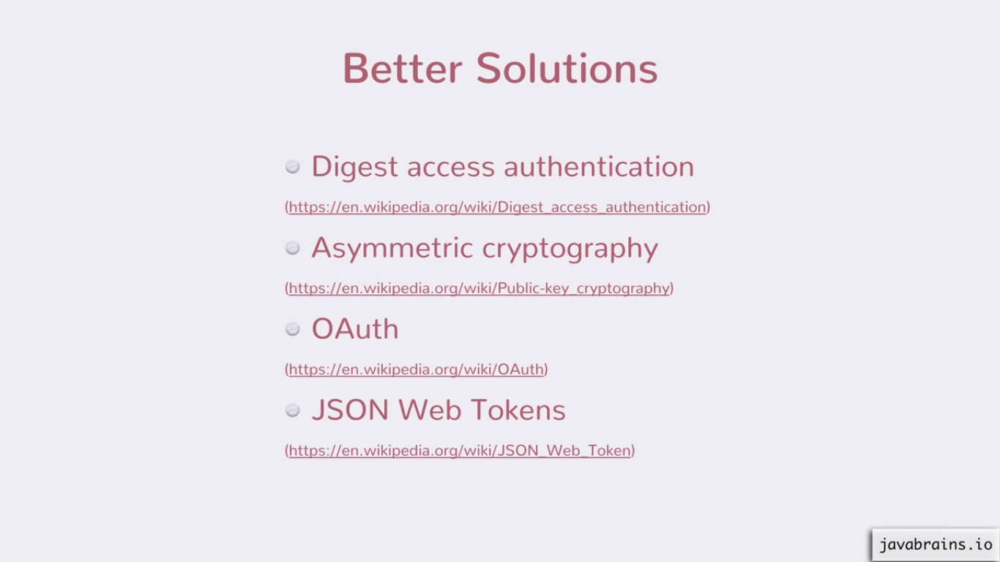 Better Solutions
Digest access authentication
(https://en.wikipedia.org/wiki/Digest_access_authentication)
Asymmetric cryptography
(https://en.wikipedia.org/wiki/Public-key_cryptography)
OAuth
(https://en.wikipedia.org/wiki/OAuth)
JSON Web Tokens
(https://en.wikipedia.org/wiki/JSON_Web_Token)
javabrains.io